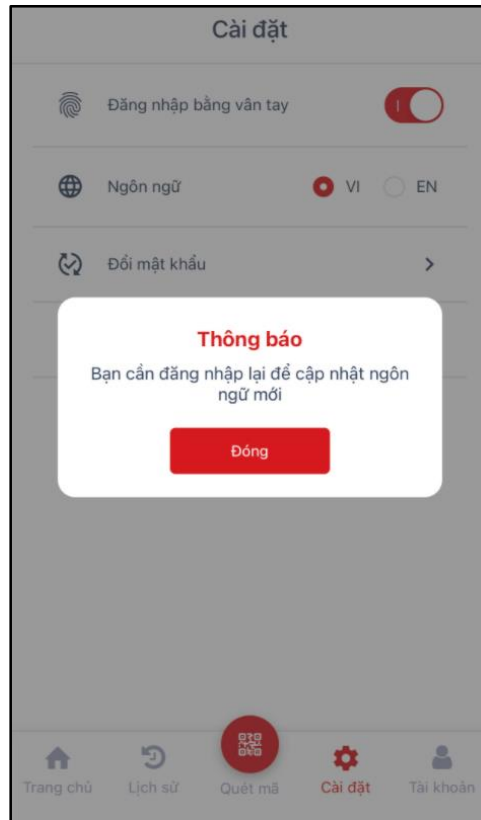 Cài đặt
Đăng nhập bằng vân tay
Ngôn ngữ VI EN
Đổi mật khẩu
Thông báo
Bạn cần đăng nhập lại để cập nhật ngôn
ngữ mới
Đóng
Trang chủ Lịch sử Quét mã Cài đặt Tài khoản